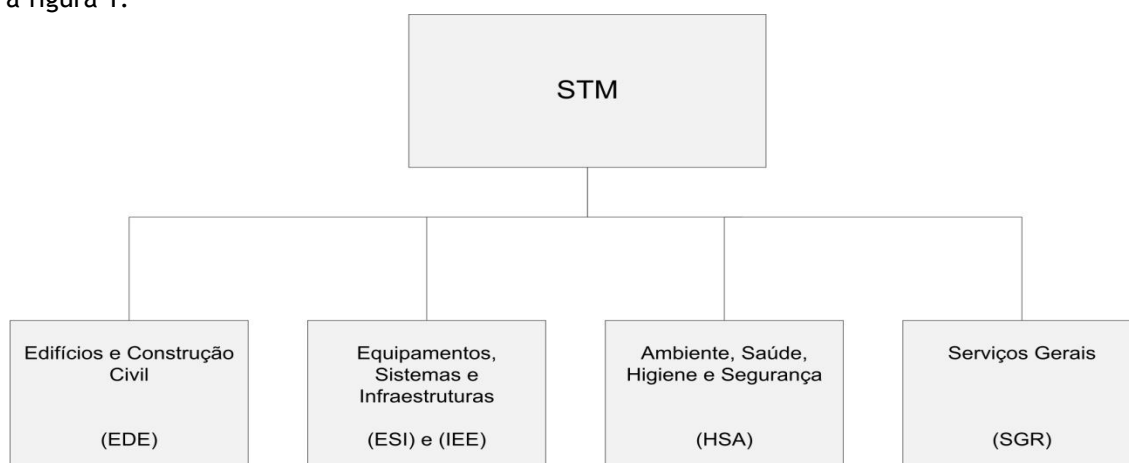 a figura 1.
STM
Edifícios e Construção
Civil
(EDE)
Equipamentos,
Sistemas e
Infraestruturas
(ESI) e (IEE)
Ambiente, Saúde,
Higiene e Segurança
(HSA)
Serviços Gerais
(SGR)